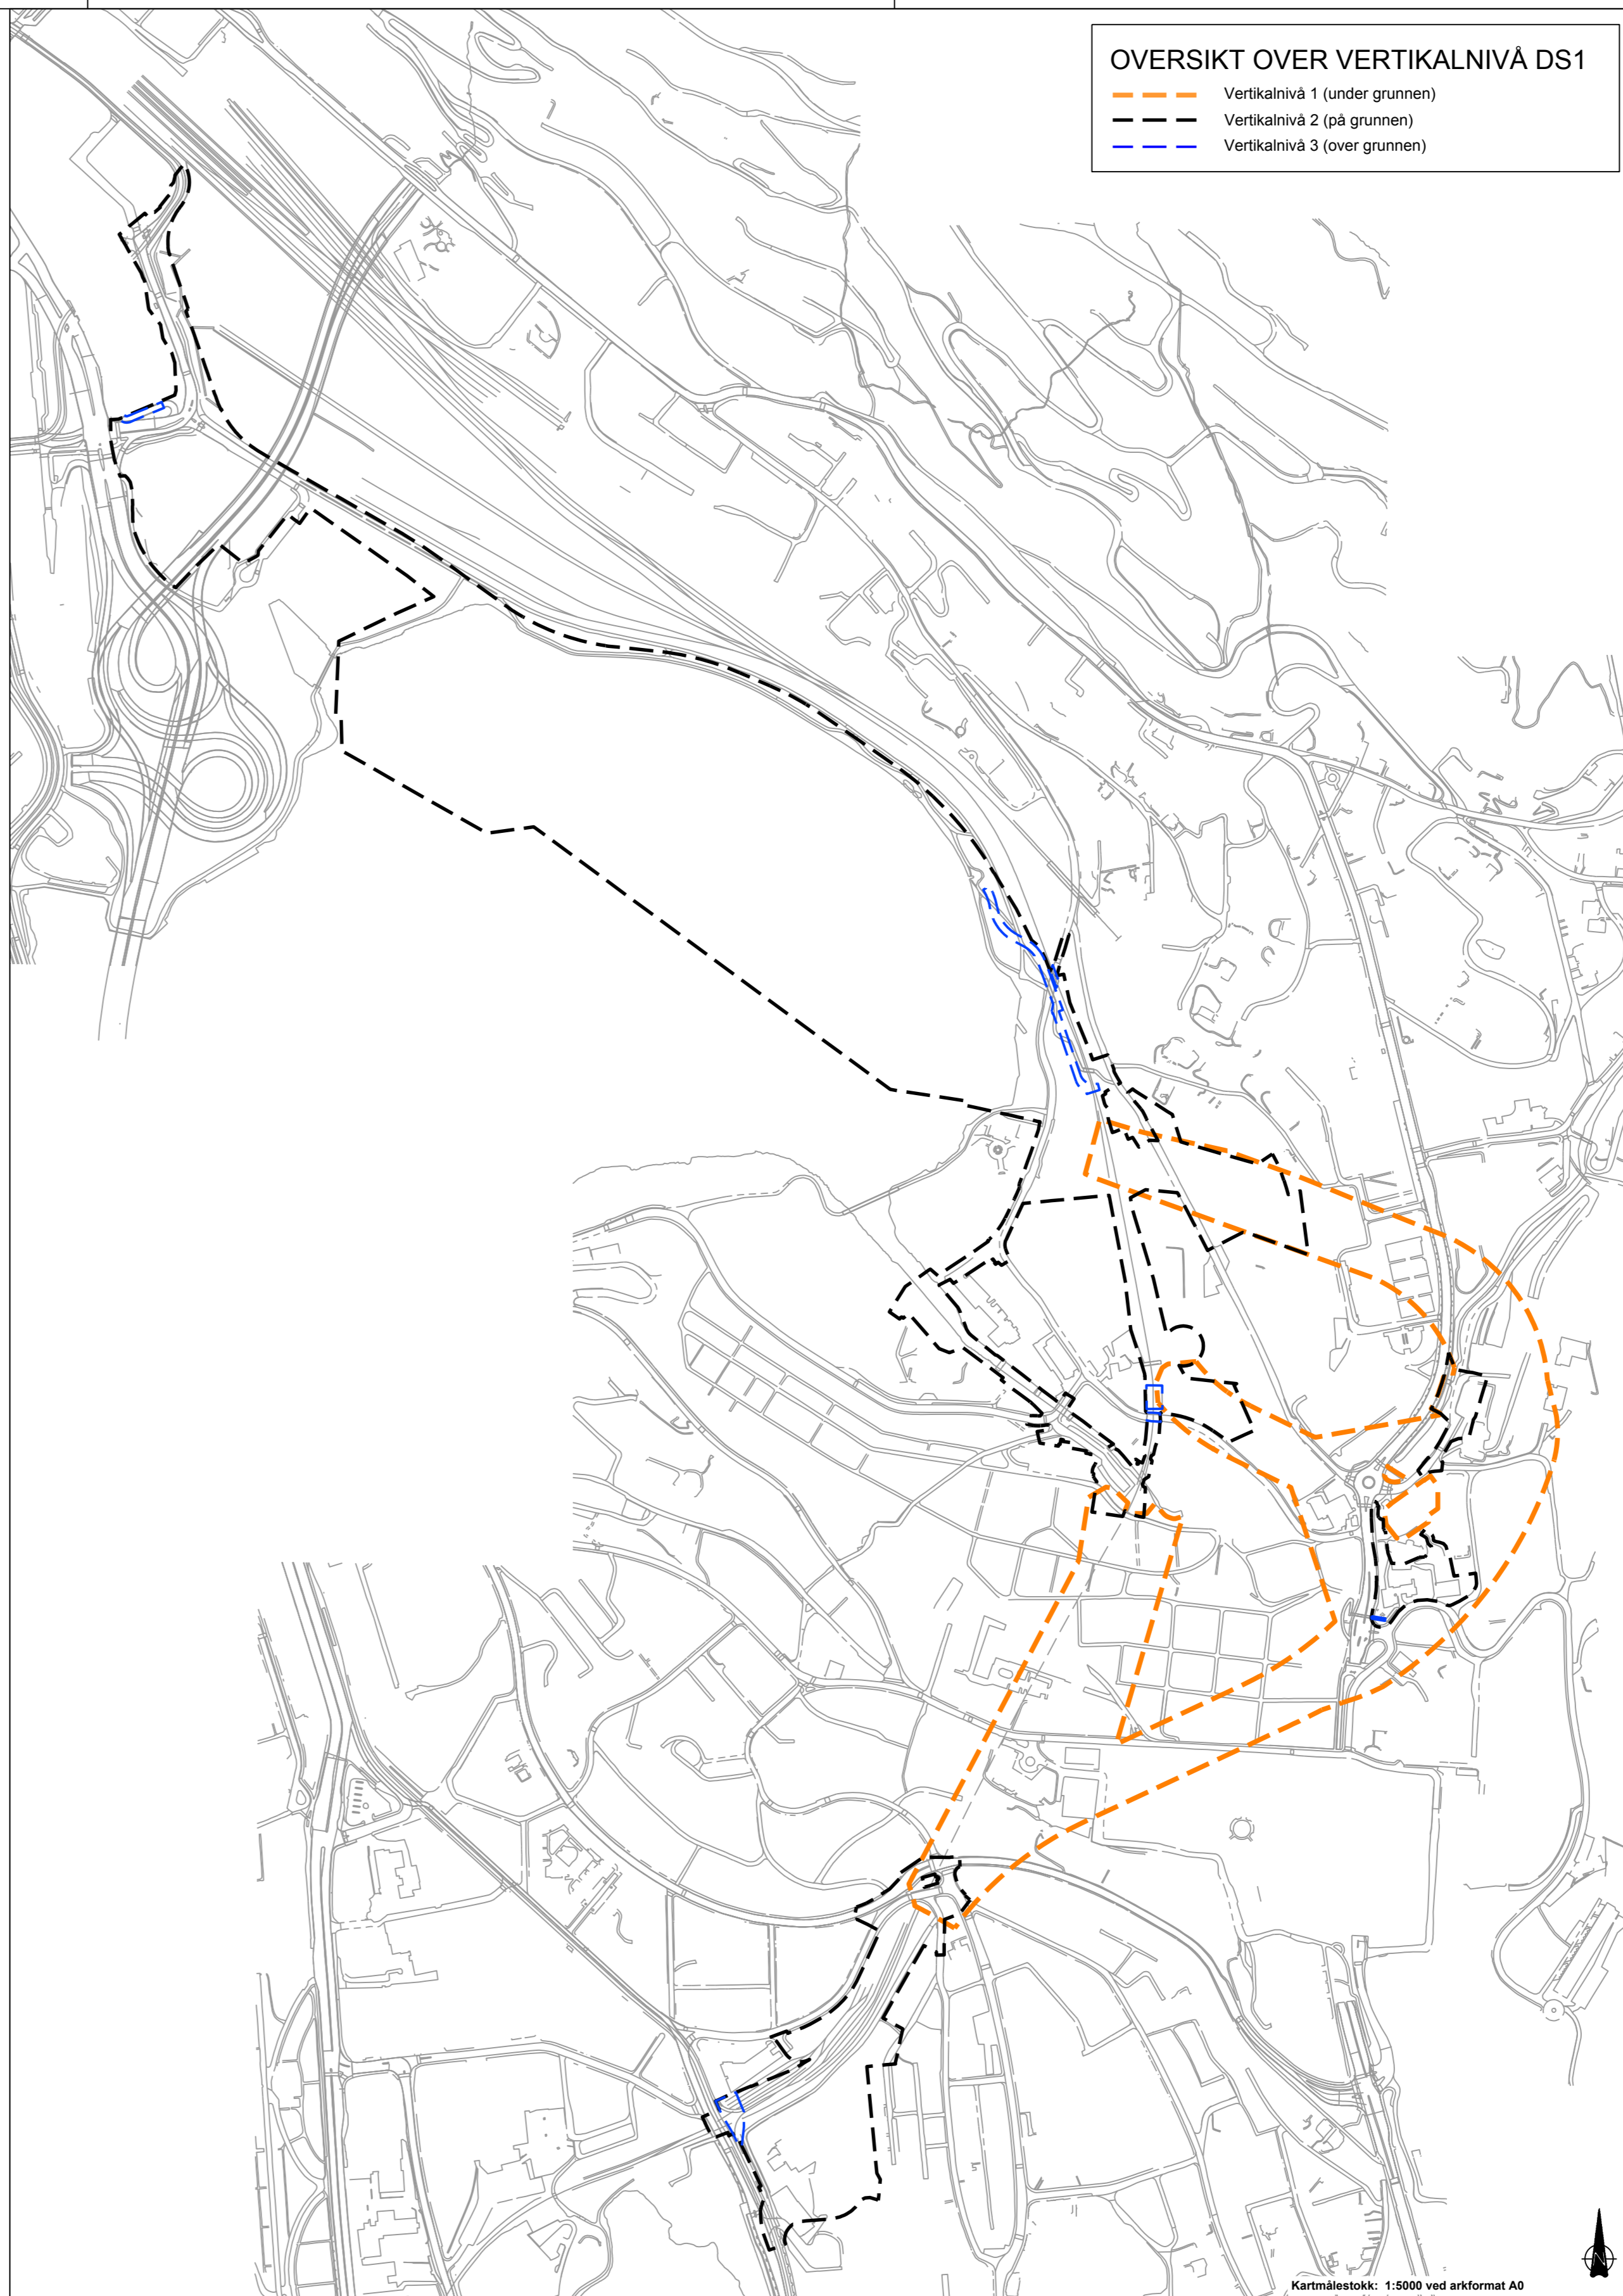 OVERSIKT OVER VERTIKALNIVÅ DS1
Vertikalnivå 1 (under grunnen)
Vertikalnivå 2 (på grunnen)
Vertikalnivå 3 (over grunnen)
N
Kartmålestokk: 1:5000 ved arkformat A0